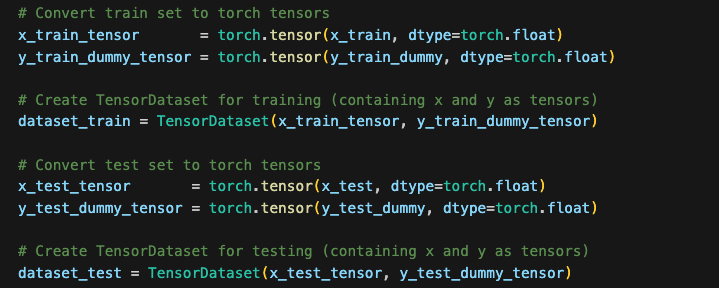 # Convert train set to torch tensors
x_train_tensor       = torch.tensor(x_train, dtype=torch.float)
y_train_dummy_tensor = torch.tensor(y_train_dummy, dtype=torch.float)
# Create TensorDataset for training (containing x and y as tensors)
dataset_train = TensorDataset(x_train_tensor, y_train_dummy_tensor)
# Convert test set to torch tensors
x_test_tensor       = torch.tensor(x_test, dtype=torch.float)
y_test_dummy_tensor = torch.tensor(y_test_dummy, dtype=torch.float)
# Create TensorDataset for testing (containing x and y as tensors)
dataset_test = TensorDataset(x_test_tensor, y_test_dummy_tensor)